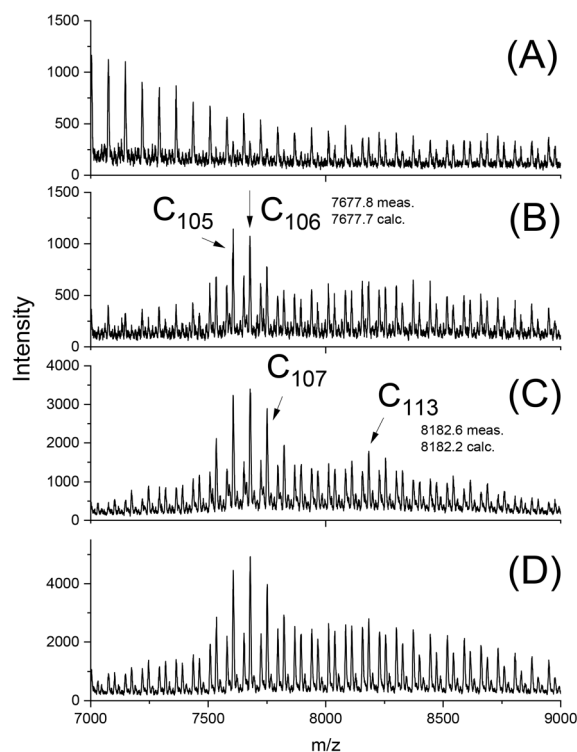 1500
1000
500
0
(A)
1500
1000
500
0
C105
C106
7677.8 meas.
7677.7 calc.
(B)
Intensity
4000
3000
2000
1000
0
C107
C113
8182.6 meas.
8182.2 calc.
(C)
4000
2000
0
(D)
7000
7500
8000
8500
9000
m/z